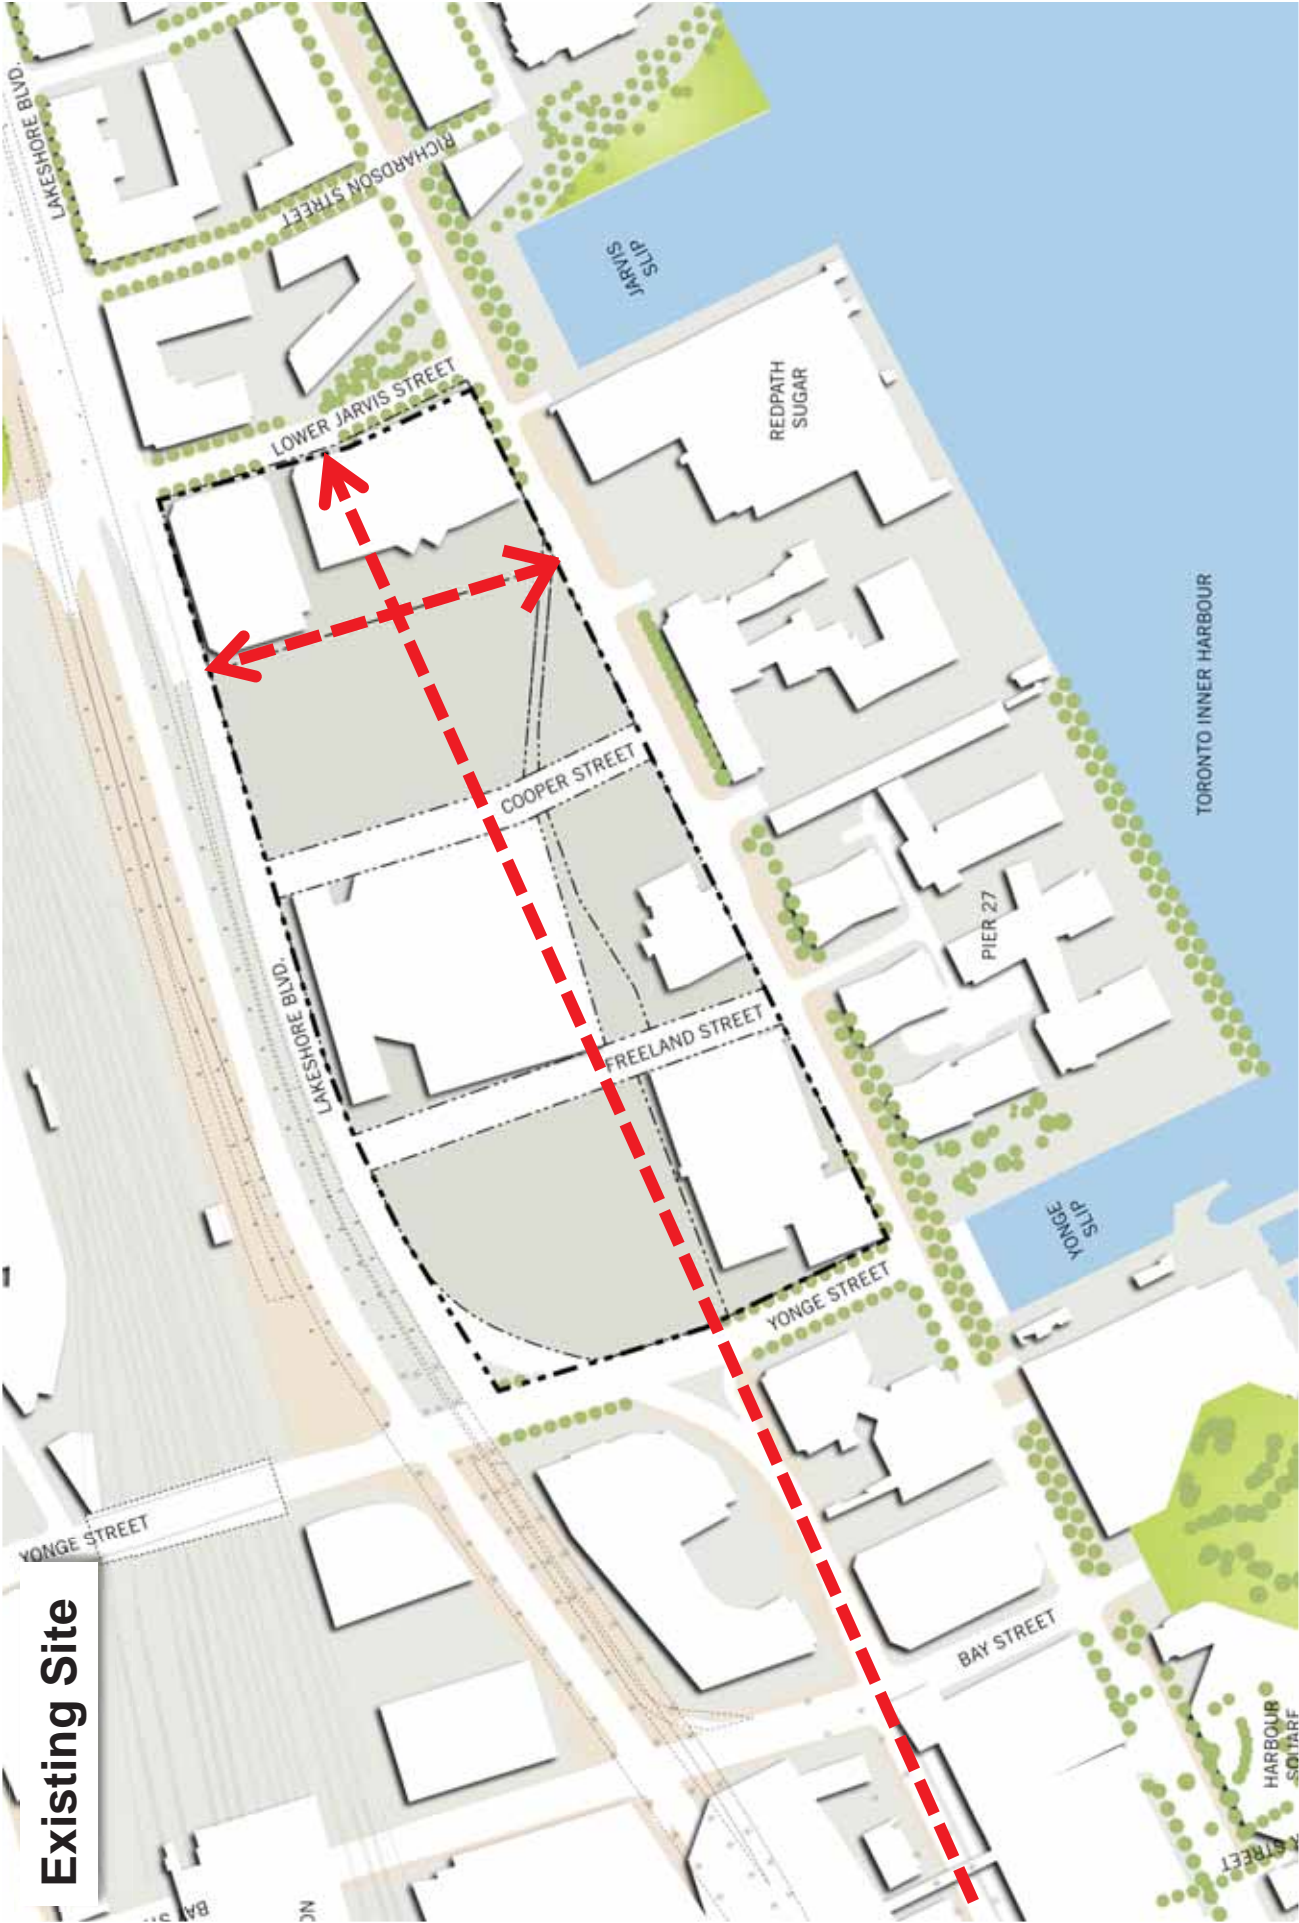 Existing Site
LAKESHORE BLVD.
RICHARDSON STREET
JARVIS
SLIP
LOWER JARVIS STREET
REDPATH
SUGAR
TORONTO INNER HARBOUR
COOPER STREET
PIER 27
LAKESHORE BLVD.
FREELAND STREET
YONGE
SLIP
YONGE STREET
YONGE STREET
BAY STREET
HARBOUR
SQUARE
STREET